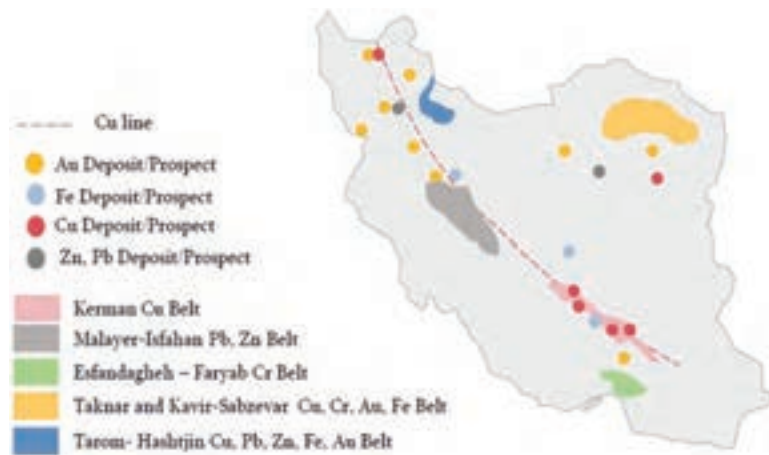 Cu line
Au Deposit/Prospect
Fe Deposit/Prospect
Cu Deposit/Prospect
Zn, Pb Deposit/Prospect
Kerman Cu Belt
Malayer-Isfahan Pb, Zn Belt
Esfandagheh – Faryab Cr Belt
Taknar and Kavir-Sabzevar Cu, Cr, Au, Fe Belt
Tarom- Hashtjin Cu, Pb, Zn, Fe, Au Belt